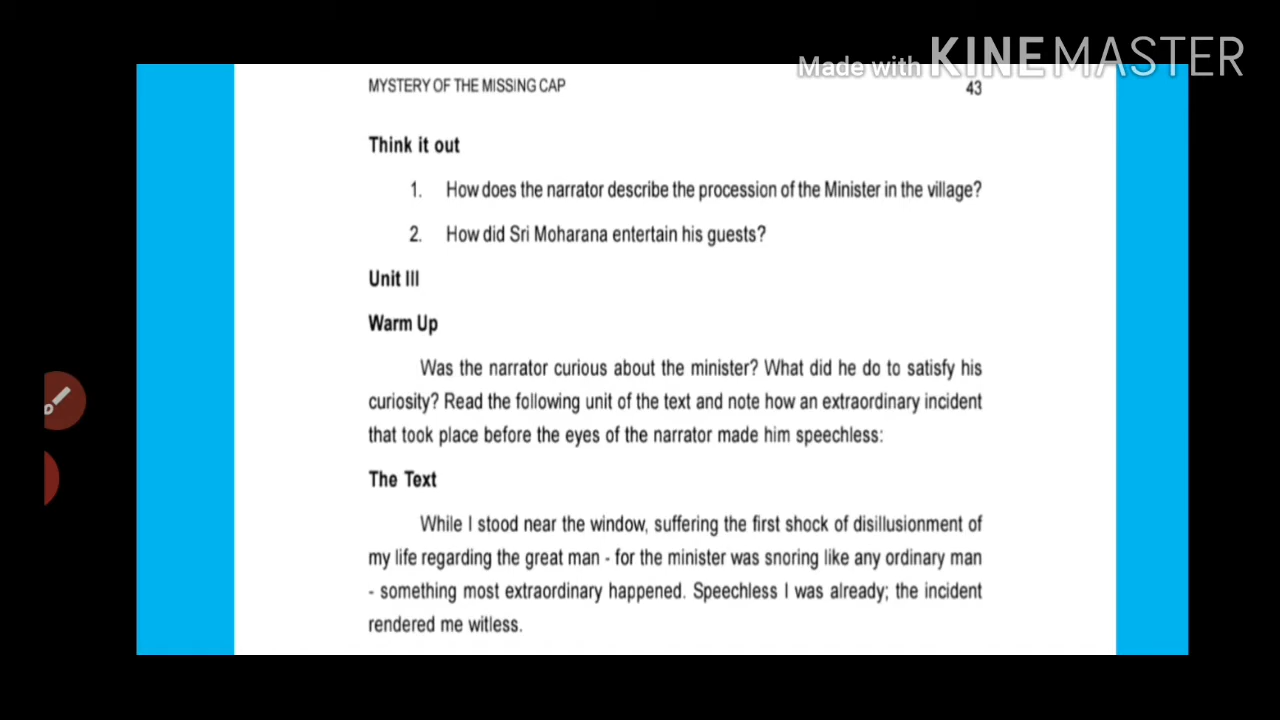 Made with KINEMASTER
MYSTERY OF THE MISSING CAP 43
Think it out
1. How does the narrator describe the procession of the Minister in the village?
2. How did Sri Moharana entertain his guests?
Unit III
Warm Up
Was the narrator curious about the minister? What did he do to satisfy his
curiosity? Read the following unit of the text and note how an extraordinary incident
that took place before the eyes of the narrator made him speechless:
The Text
While I stood near the window, suffering the first shock of disillusionment of
my life regarding the great man - for the minister was snoring like any ordinary man
- something most extraordinary happened. Speechless I was already; the incident
rendered me witless.